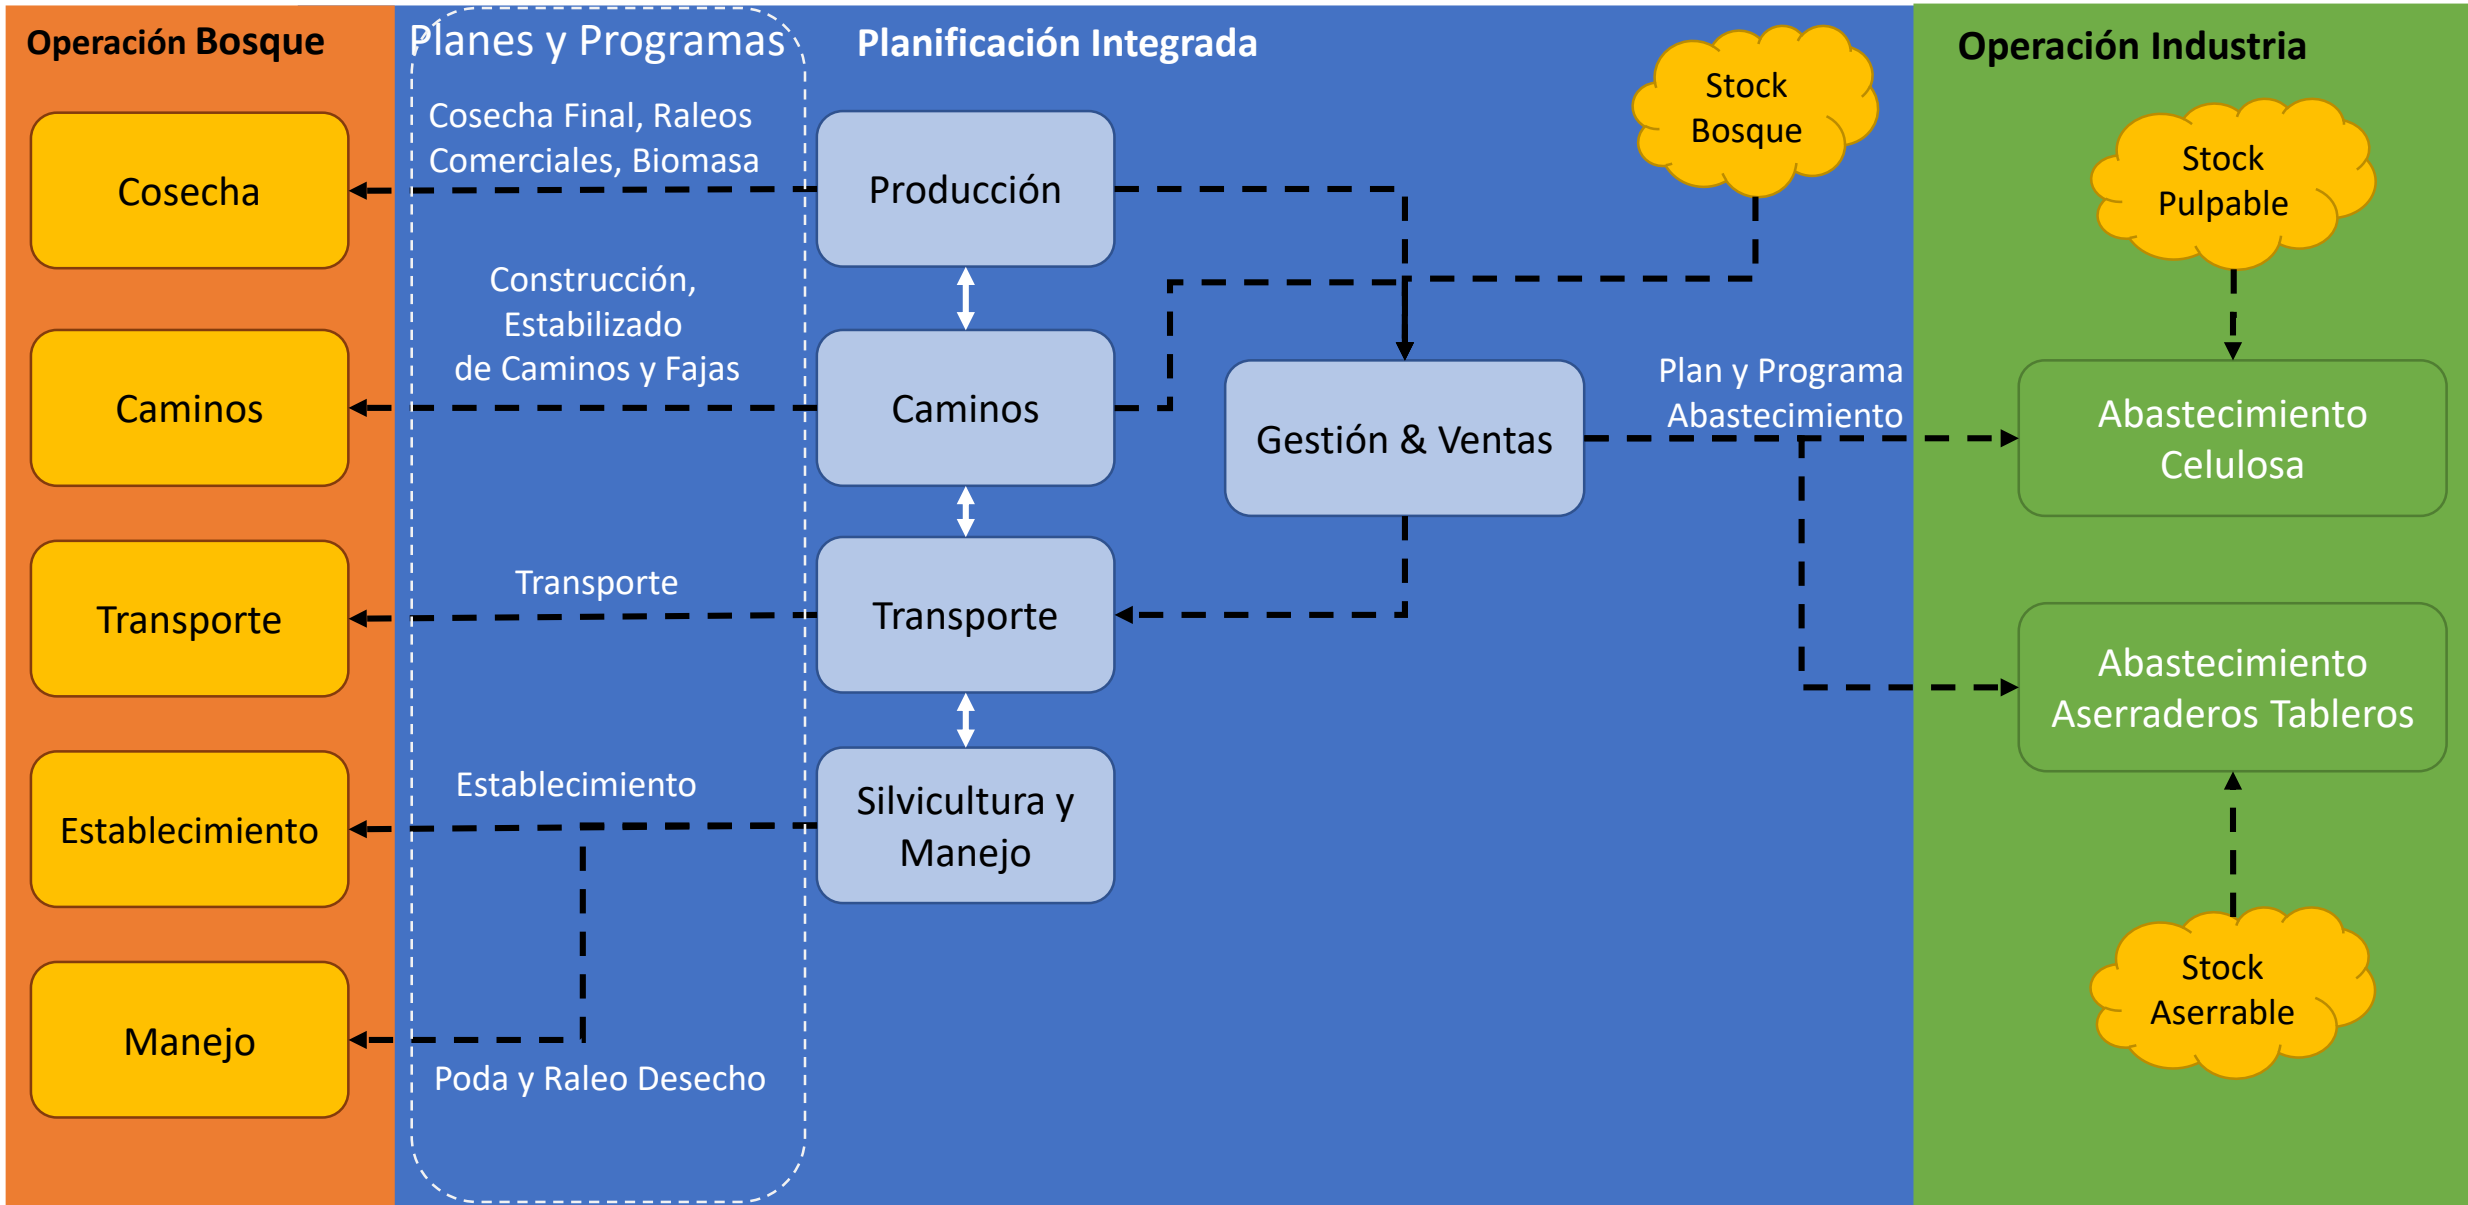 Operación Bosque
Planes y Programas
Planificación Integrada
Operación Industria
Stock
Bosque
Stock
Pulpable
Cosecha Final, Raleos
Comerciales, Biomasa
Cosecha
Producción
Construcción,
Estabilizado
de Caminos y Fajas
Caminos
Caminos
Gestión & Ventas
Plan y Programa
Abastecimiento
Abastecimiento
Celulosa
Transporte
Transporte
Transporte
Abastecimiento
Aserraderos Tableros
Establecimiento
Establecimiento
Silvicultura y
Manejo
Stock
Aserrable
Manejo
Poda y Raleo Desecho